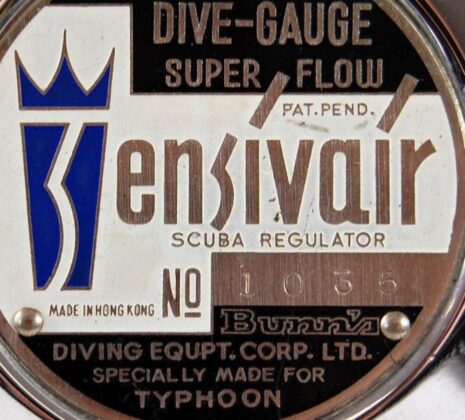 DIVE-GAUGE
SUPER FLOW
PAT. PEND.
Sensivair
SCUBA REGULATOR
MADE IN HONG KONG
No 1035
Bunn's
DIVING EQUPT. CORP. LTD.
SPECIALLY MADE FOR
TYPHOON